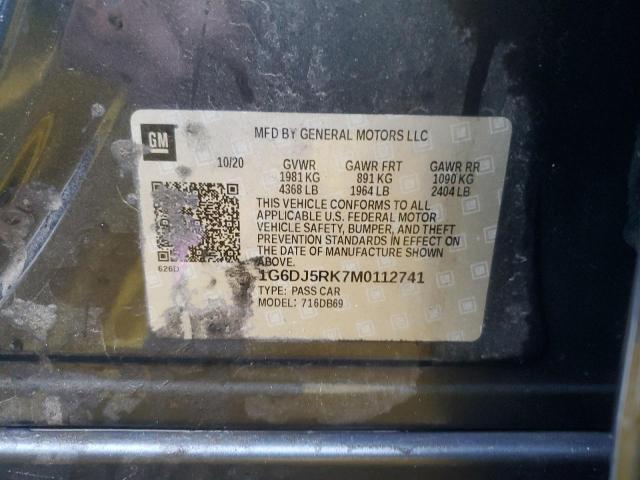 GM
MFD BY GENERAL MOTORS LLC
10/20 GVWR GAWR FRT GAWR RR
1981 KG 891 KG 1090 KG
4368 LB 1964 LB 2404 LB
THIS VEHICLE CONFORMS TO ALL
APPLICABLE U.S. FEDERAL MOTOR
VEHICLE SAFETY, BUMPER, AND THEFT
PREVENTION STANDARDS IN EFFECT ON
THE DATE OF MANUFACTURE SHOWN
ABOVE.
626D
1G6DJ5RK7M0112741
TYPE: PASS CAR
MODEL: 716DB69